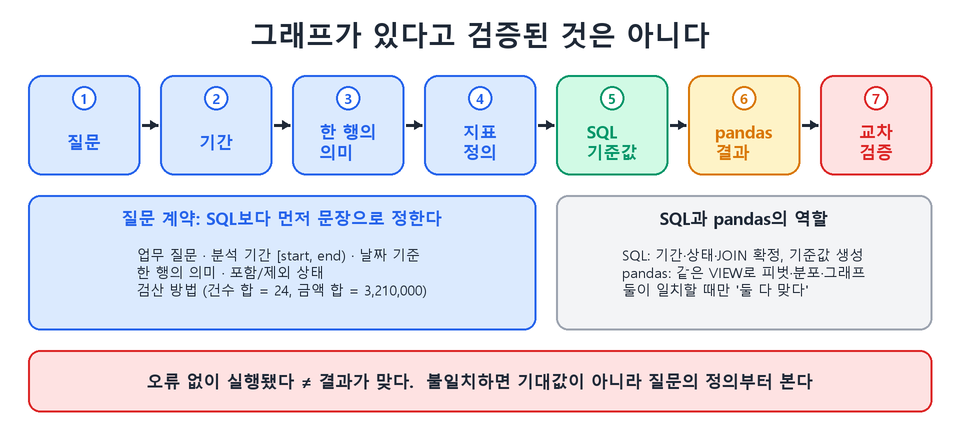 그래프가 있다고 검증된 것은 아니다
1
질문
2
기간
3
한 행의
의미
4
지표
정의
5
SQL
기준값
6
pandas
결과
7
교차
검증
질문 계약: SQL보다 먼저 문장으로 정한다
업무 질문 · 분석 기간 [start, end) · 날짜 기준
한 행의 의미 · 포함/제외 상태
검산 방법 (건수 합 = 24, 금액 합 = 3,210,000)
SQL과 pandas의 역할
SQL: 기간·상태·JOIN 확정, 기준값 생성
pandas: 같은 VIEW로 피벗·분포·그래프
둘이 일치할 때만 '둘 다 맞다'
오류 없이 실행됐다 ≠ 결과가 맞다. 불일치하면 기대값이 아니라 질문의 정의부터 본다